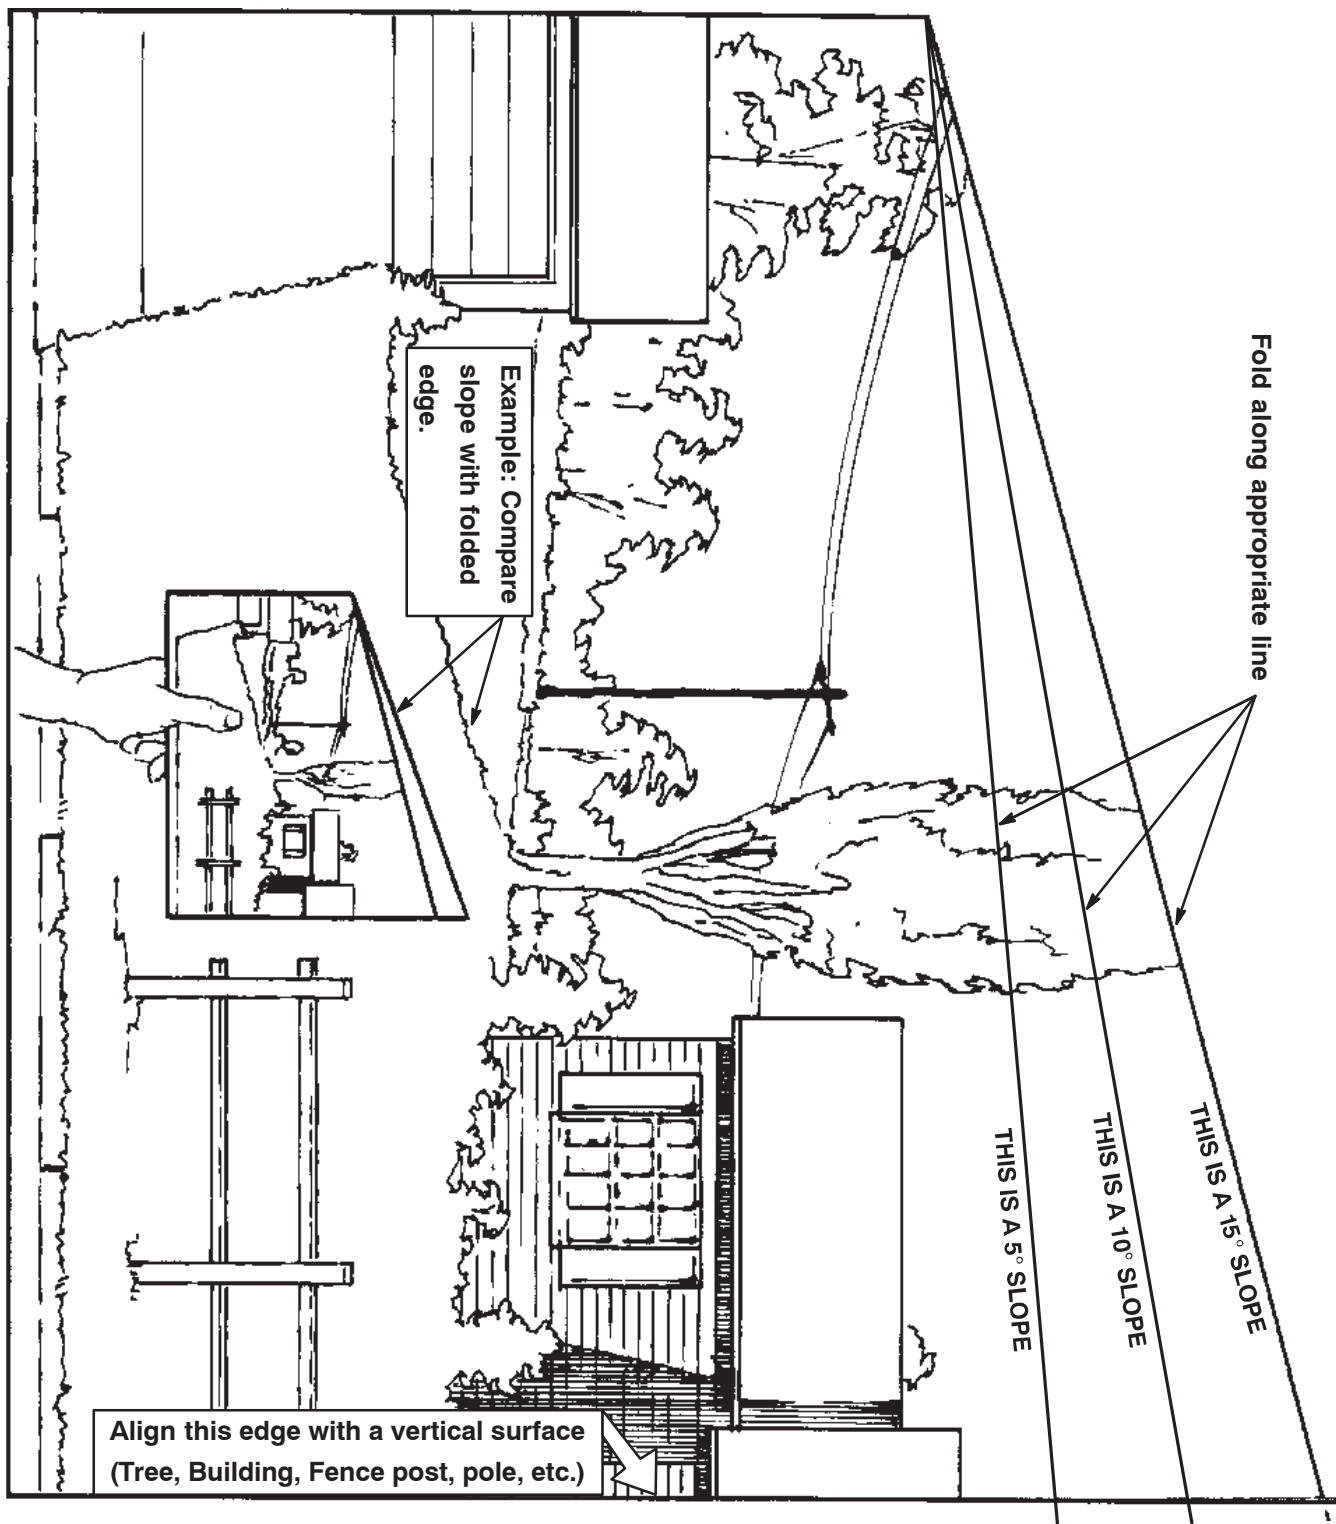 Fold along appropriate line
THIS IS A 15° SLOPE
THIS IS A 10° SLOPE
THIS IS A 5° SLOPE
Example: Compare
slope with folded
edge.
Align this edge with a vertical surface
(Tree, Building, Fence post, pole, etc.)